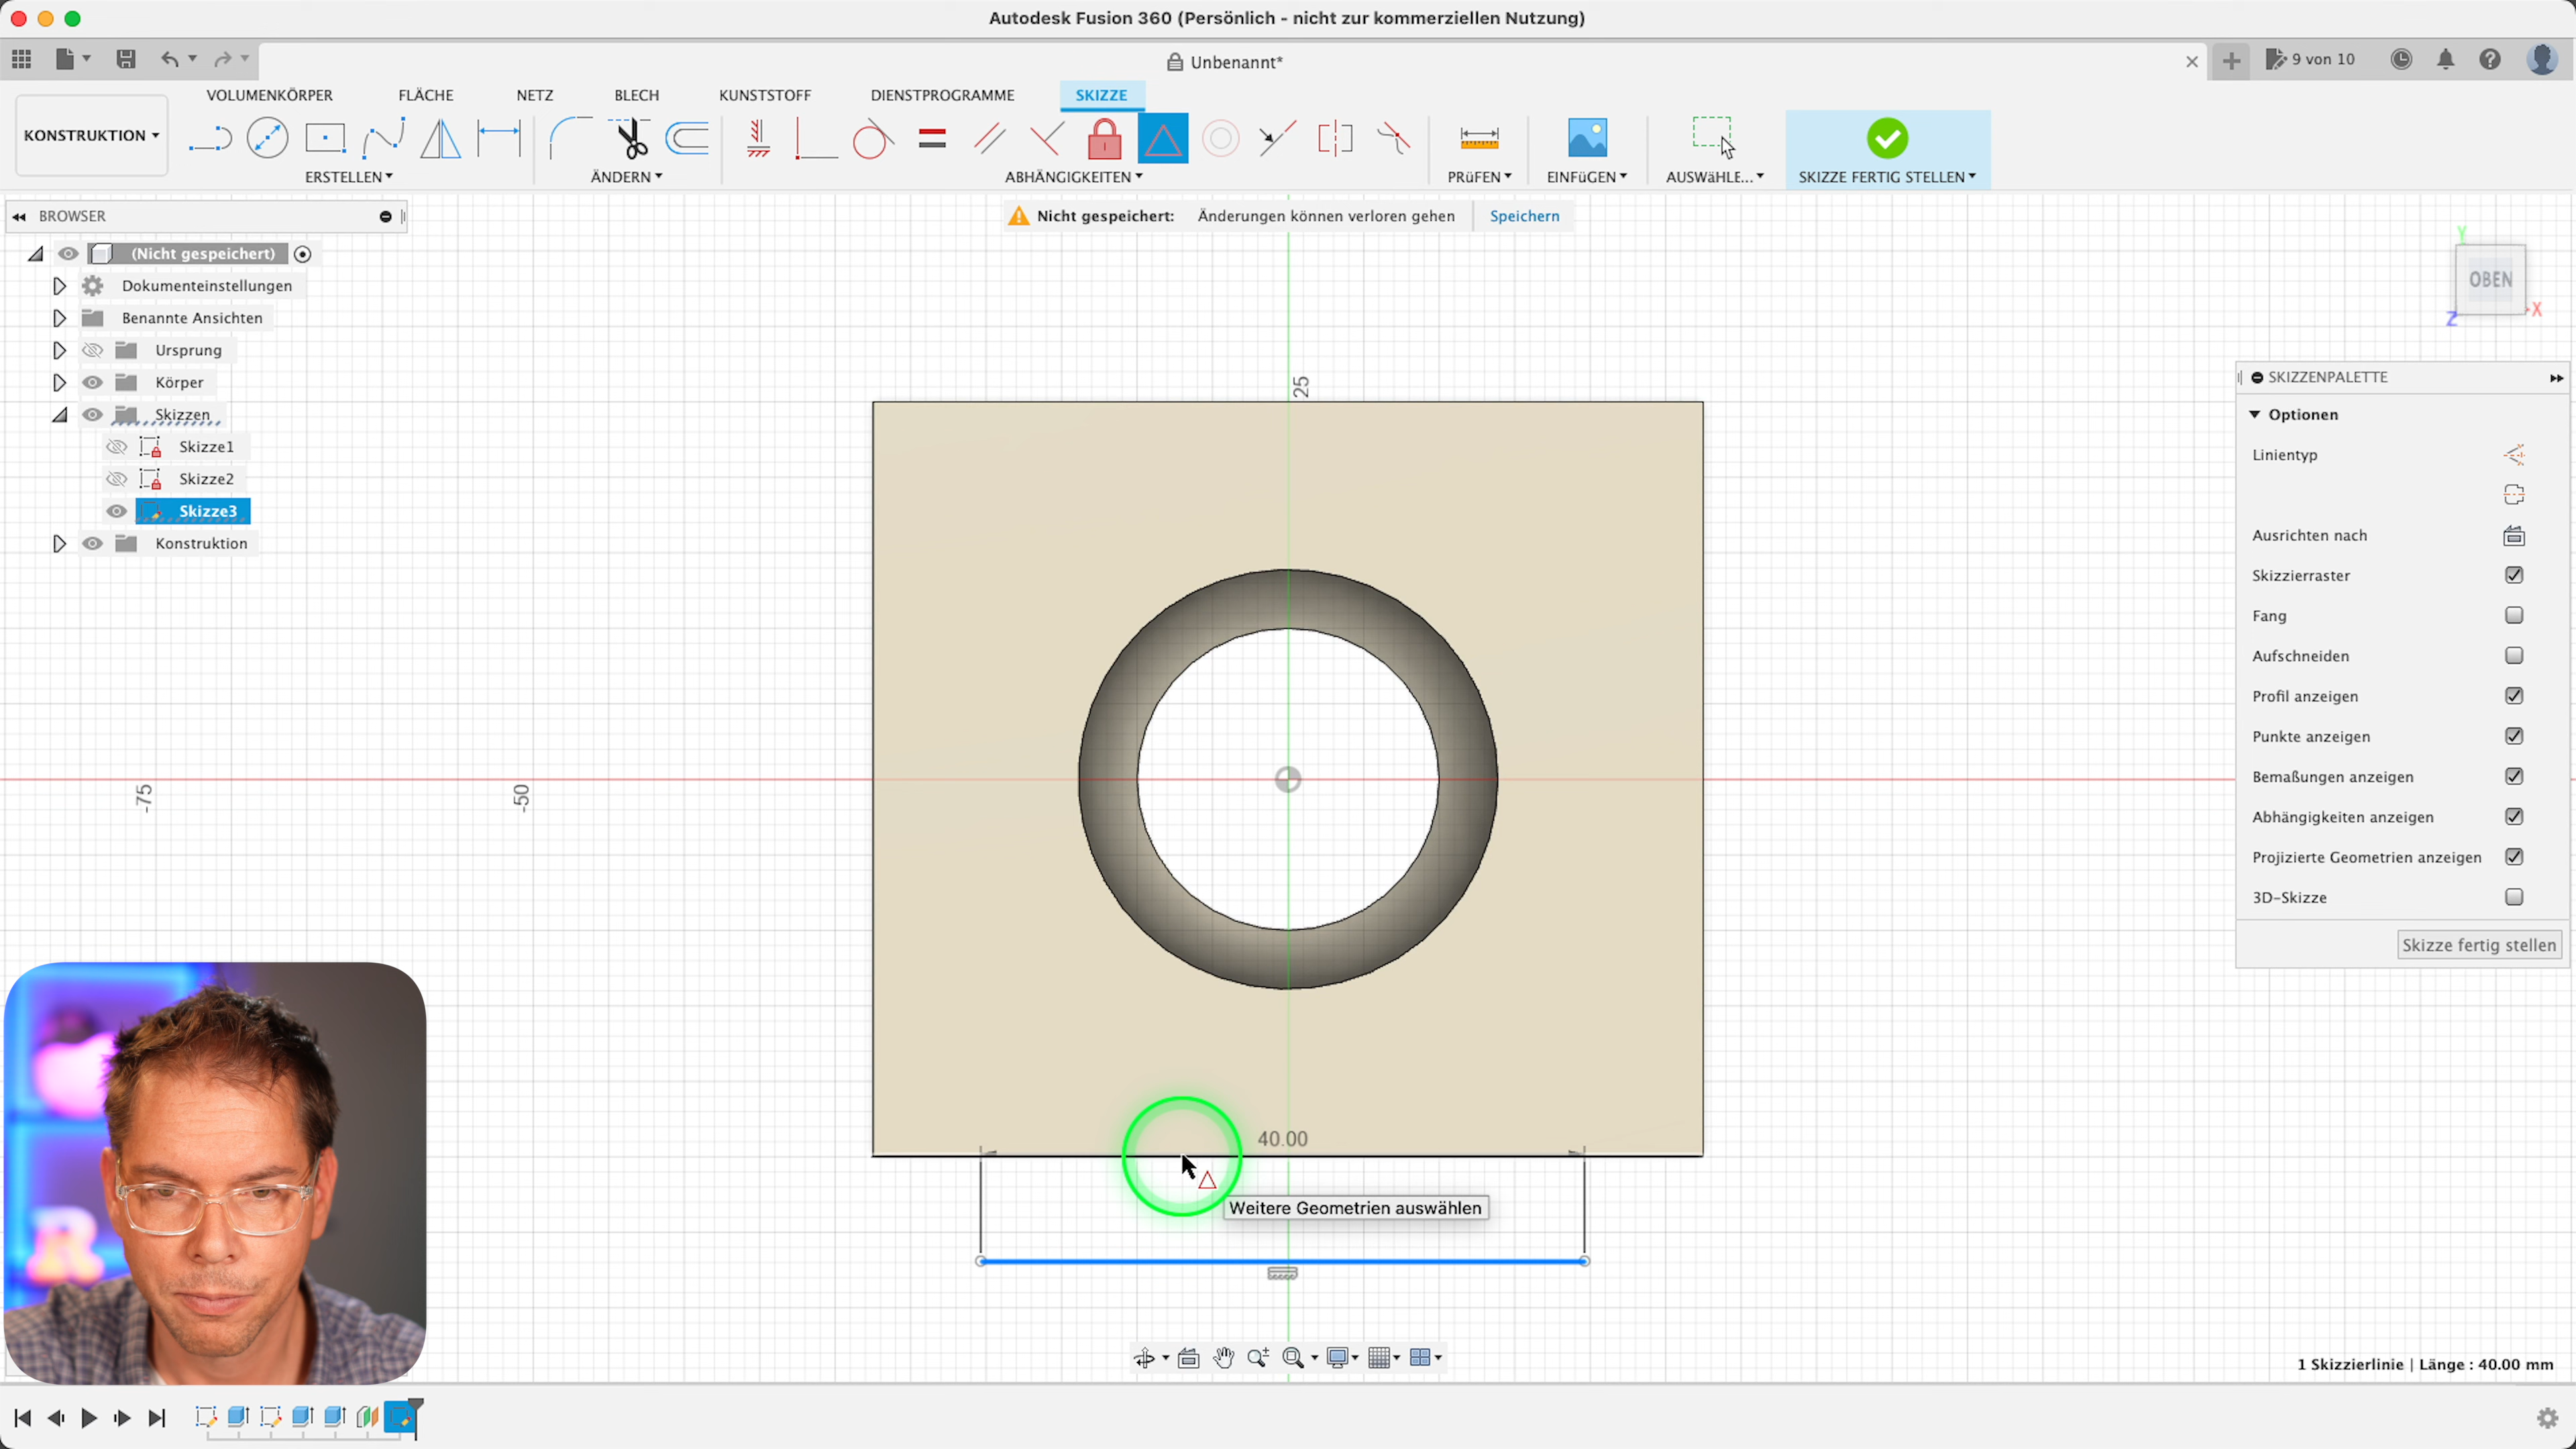 Autodesk Fusion 360 (Persönlich – nicht zur kommerziellen Nutzung)
Unbenannt*
9 von 10
VOLUMENKÖRPER FLÄCHE NETZ BLECH KUNSTSTOFF DIENSTPROGRAMME SKIZZE
KONSTRUKTION
ERSTELLEN ÄNDERN ABHÄNGIGKEITEN PRüFEN EINFüGEN AUSWäHLE... SKIZZE FERTIG STELLEN
BROWSER
Nicht gespeichert: Änderungen können verloren gehen Speichern
(Nicht gespeichert)
Dokumenteinstellungen
Benannte Ansichten
Ursprung
Körper
Skizzen
Skizze1
Skizze2
Skizze3
Konstruktion
Y
OBEN
X
Z
25
-75
-50
40.00
Weitere Geometrien auswählen
SKIZZENPALETTE
Optionen
Linientyp
Ausrichten nach
Skizzierraster
Fang
Aufschneiden
Profil anzeigen
Punkte anzeigen
Bemaßungen anzeigen
Abhängigkeiten anzeigen
Projizierte Geometrien anzeigen
3D-Skizze
Skizze fertig stellen
1 Skizzierlinie | Länge : 40.00 mm